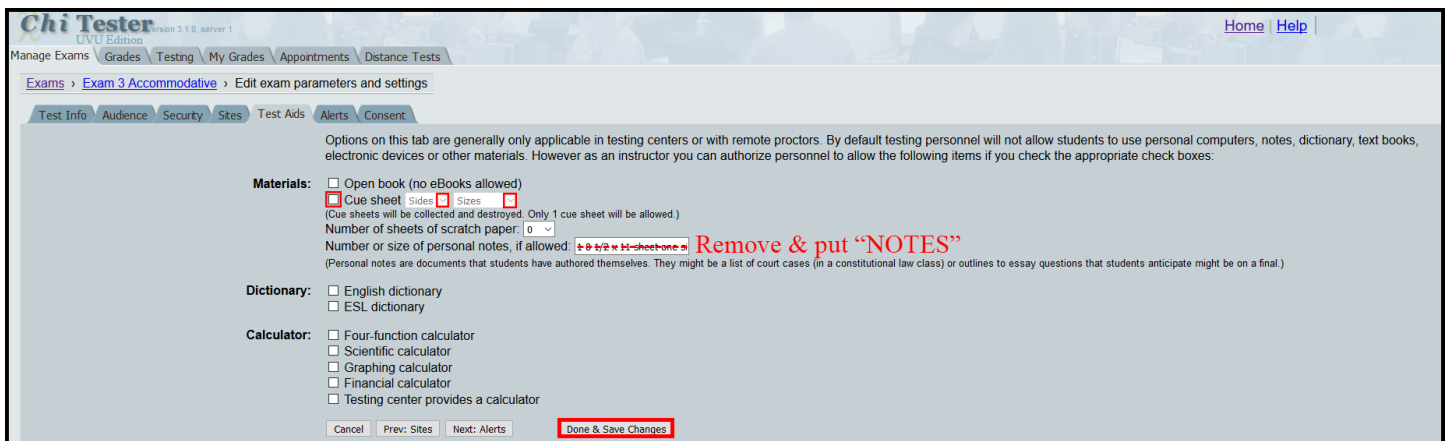 Chi Tester version 3.1.0, server 1
UVU Edition
Home | Help |
Manage Exams Grades Testing My Grades Appointments Distance Tests
Exams › Exam 3 Accommodative › Edit exam parameters and settings
Test Info Audience Security Sites Test Aids Alerts Consent
Options on this tab are generally only applicable in testing centers or with remote proctors. By default testing personnel will not allow students to use personal computers, notes, dictionary, text books,
electronic devices or other materials. However as an instructor you can authorize personnel to allow the following items if you check the appropriate check boxes:
Materials: Open book (no eBooks allowed)
Cue sheet Sides Sizes
(Cue sheets will be collected and destroyed. Only 1 cue sheet will be allowed.)
Number of sheets of scratch paper: 0
Number or size of personal notes, if allowed: 1 8 1/2 x 11 sheet one si Remove & put “NOTES”
(Personal notes are documents that students have authored themselves. They might be a list of court cases (in a constitutional law class) or outlines to essay questions that students anticipate might be on a final.)
Dictionary: English dictionary
ESL dictionary
Calculator: Four-function calculator
Scientific calculator
Graphing calculator
Financial calculator
Testing center provides a calculator
Cancel Prev: Sites Next: Alerts Done & Save Changes